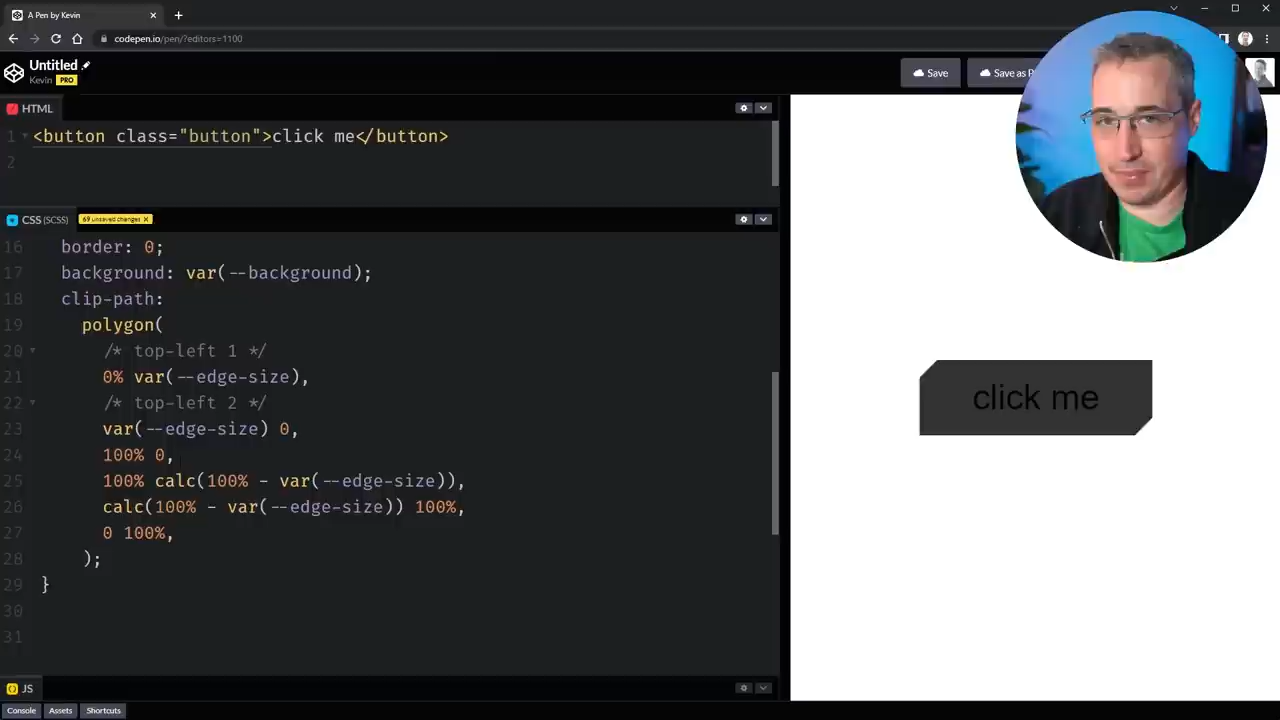 A Pen by Kevin
codepen.io/pen/?editors=1100
Untitled
Kevin PRO
Save
Save as P
HTML
1 <button class="button">click me</button>
2
CSS (SCSS) 69 unsaved changes X
16 border: 0;
17 background: var(--background);
18 clip-path:
19 polygon(
20 /* top-left 1 */
21 0% var(--edge-size),
22 /* top-left 2 */
23 var(--edge-size) 0,
24 100% 0,
25 100% calc(100% - var(--edge-size)),
26 calc(100% - var(--edge-size)) 100%,
27 0 100%,
28 );
29 }
30
31
click me
JS
Console Assets Shortcuts